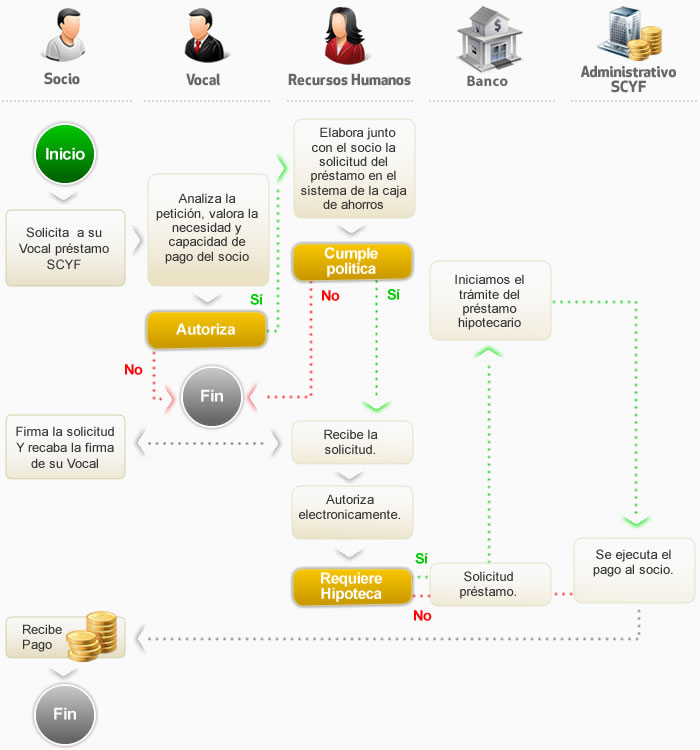 Socio
Vocal
Recursos Humanos
Banco
Administrativo
SCYF
Inicio
Solicita a su
Vocal préstamo
SCYF
Analiza la
petición, valora la
necesidad y
capacidad de
pago del socio
Autoriza
Sí
No
Elabora junto
con el socio la
solicitud del
préstamo en el
sistema de la caja
de ahorros
Cumple
politica
No
Sí
Fin
Iniciamos el
trámite del
préstamo
hipotecario
Firma la solicitud
Y recaba la firma
de su Vocal
Recibe la
solicitud.
Autoriza
electronicamente.
Requiere
Hipoteca
Sí
No
Solicitud
préstamo.
Se ejecuta el
pago al socio.
Recibe
Pago
Fin